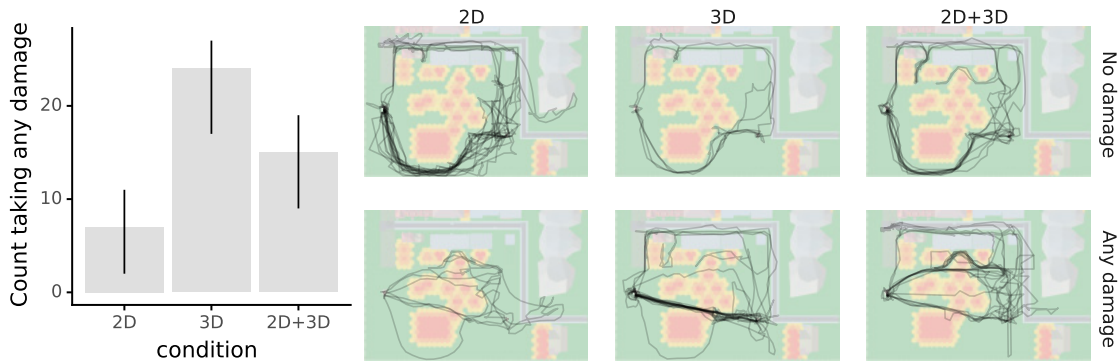 2D 3D 2D+3D
Count taking any damage
20
10
0
2D 3D 2D+3D
condition
No damage
Any damage